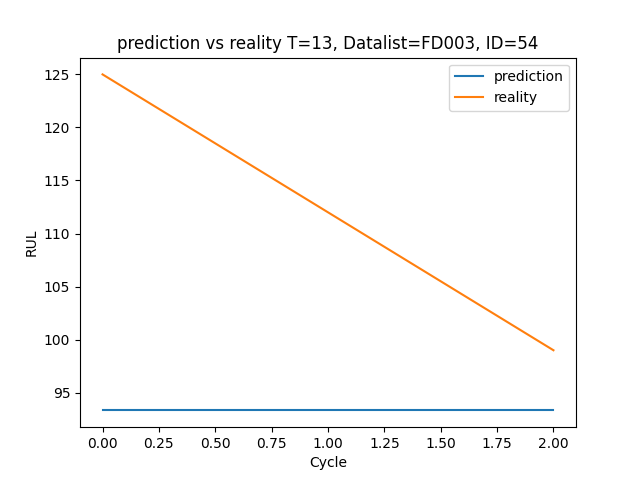 prediction vs reality T=13, Datalist=FD003, ID=54
prediction
reality
125
120
115
110
105
100
95
RUL
0.00 0.25 0.50 0.75 1.00 1.25 1.50 1.75 2.00
Cycle